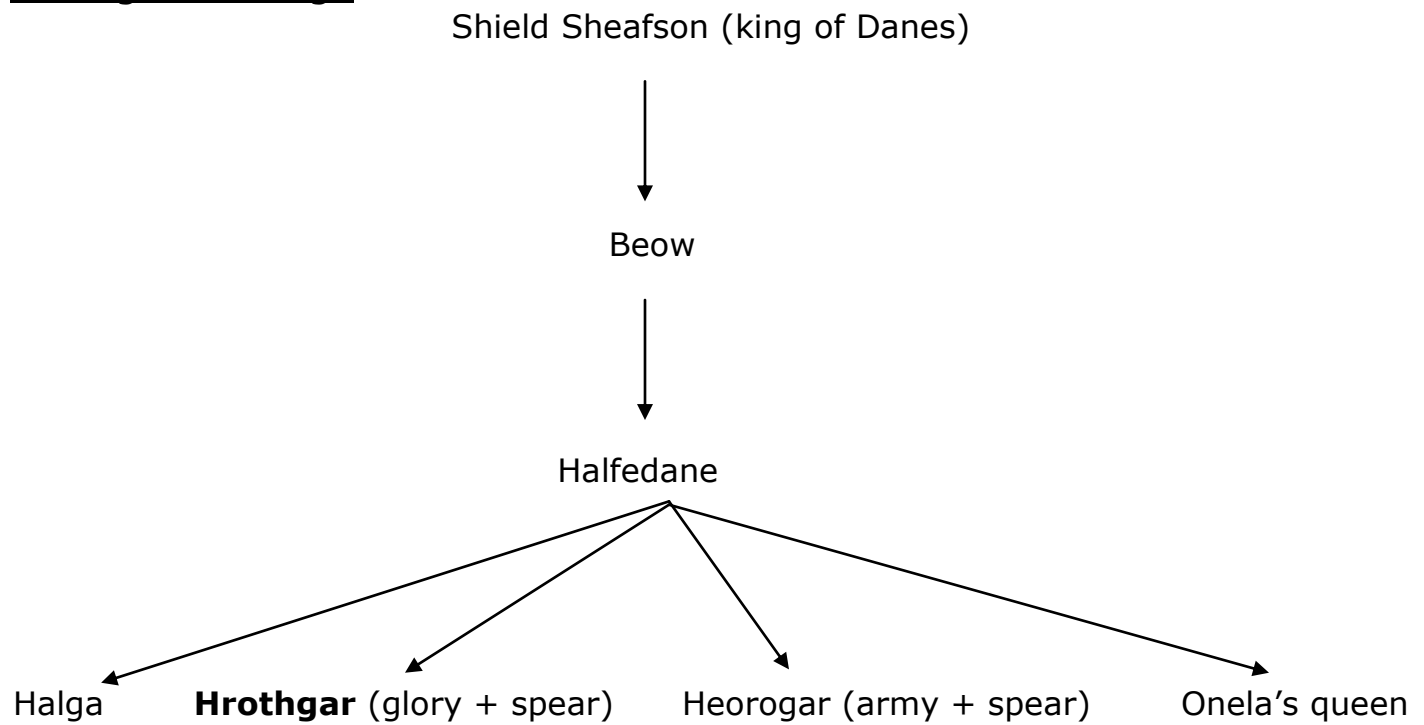 Shield Sheafson (king of Danes)
Beow
Halfedane
Halga Hrothgar (glory + spear) Heorogar (army + spear) Onela’s queen